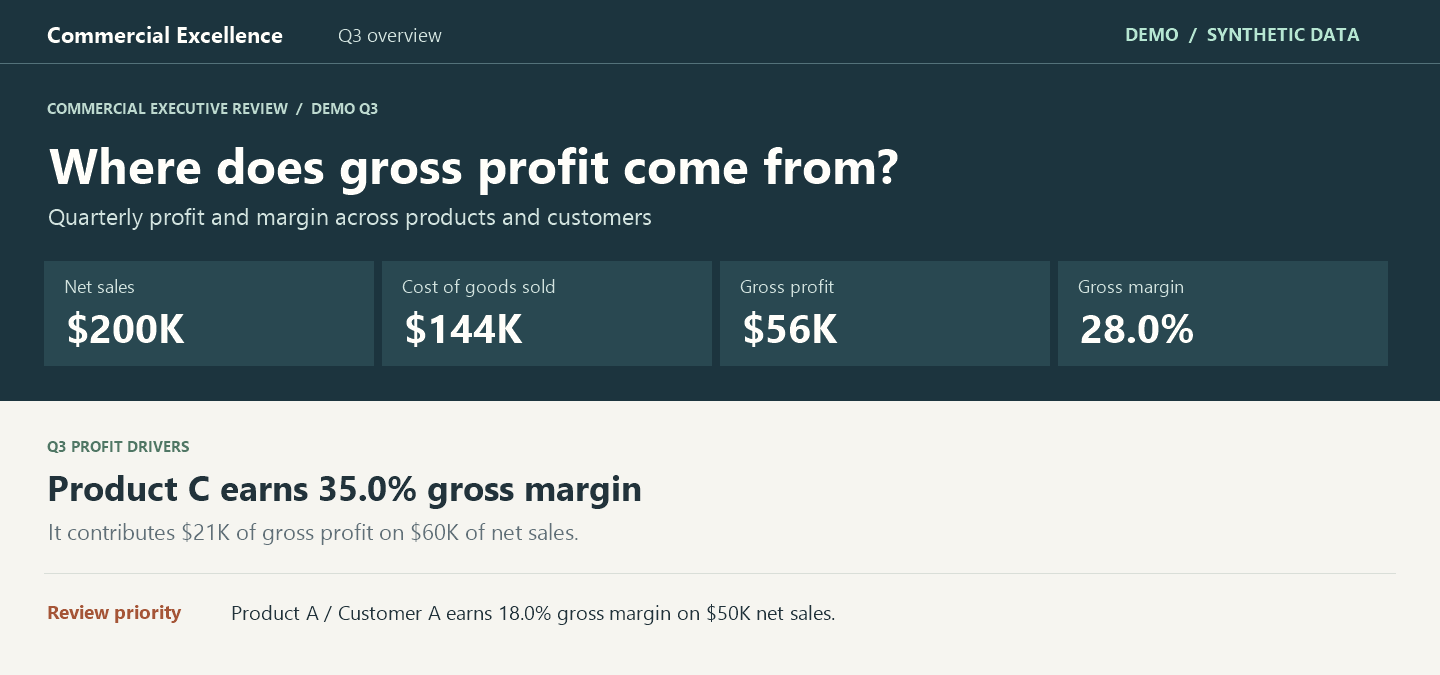 Commercial Excellence Q3 overview DEMO / SYNTHETIC DATA
COMMERCIAL EXECUTIVE REVIEW / DEMO Q3
Where does gross profit come from?
Quarterly profit and margin across products and customers
Net sales
$200K
Cost of goods sold
$144K
Gross profit
$56K
Gross margin
28.0%
Q3 PROFIT DRIVERS
Product C earns 35.0% gross margin
It contributes $21K of gross profit on $60K of net sales.
Review priority Product A / Customer A earns 18.0% gross margin on $50K net sales.